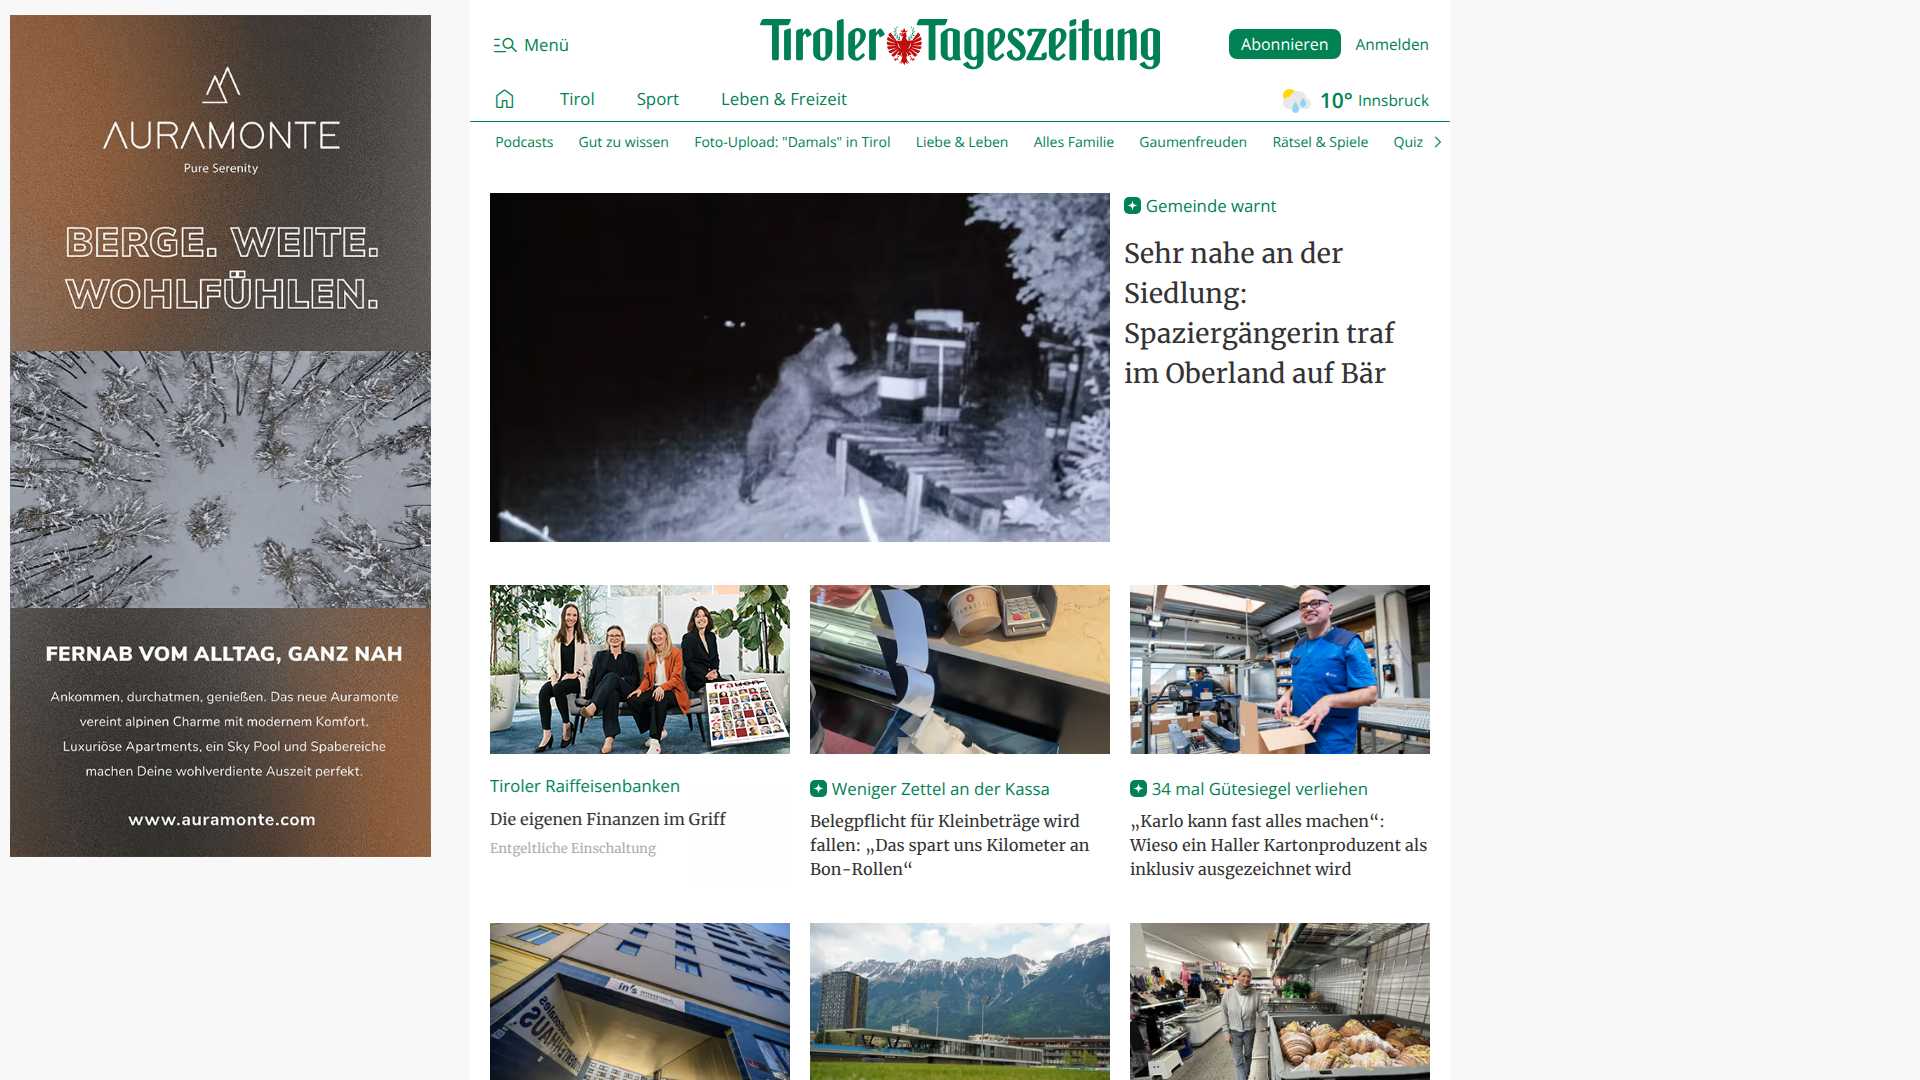 AURAMONTE
Pure Serenity
BERGE. WEITE.
WOHLFÜHLEN.
FERNAB VOM ALLTAG, GANZ NAH
Ankommen, durchatmen, genießen. Das neue Auramonte
vereint alpinen Charme mit modernem Komfort.
Luxuriöse Apartments, ein Sky Pool und Spabereiche
machen Deine wohlverdiente Auszeit perfekt.
www.auramonte.com
Menü
Tiroler Tageszeitung
Abonnieren
Anmelden
Tirol
Sport
Leben & Freizeit
10° Innsbruck
Podcasts
Gut zu wissen
Foto-Upload: "Damals" in Tirol
Liebe & Leben
Alles Familie
Gaumenfreuden
Rätsel & Spiele
Quiz
Gemeinde warnt
Sehr nahe an der
Siedlung:
Spaziergängerin traf
im Oberland auf Bär
frauen
Tiroler Raiffeisenbanken
Die eigenen Finanzen im Griff
Entgeltliche Einschaltung
Weniger Zettel an der Kassa
Belegpflicht für Kleinbeträge wird
fallen: „Das spart uns Kilometer an
Bon-Rollen“
34 mal Gütesiegel verliehen
„Karlo kann fast alles machen“:
Wieso ein Haller Kartonproduzent als
inklusiv ausgezeichnet wird
in's